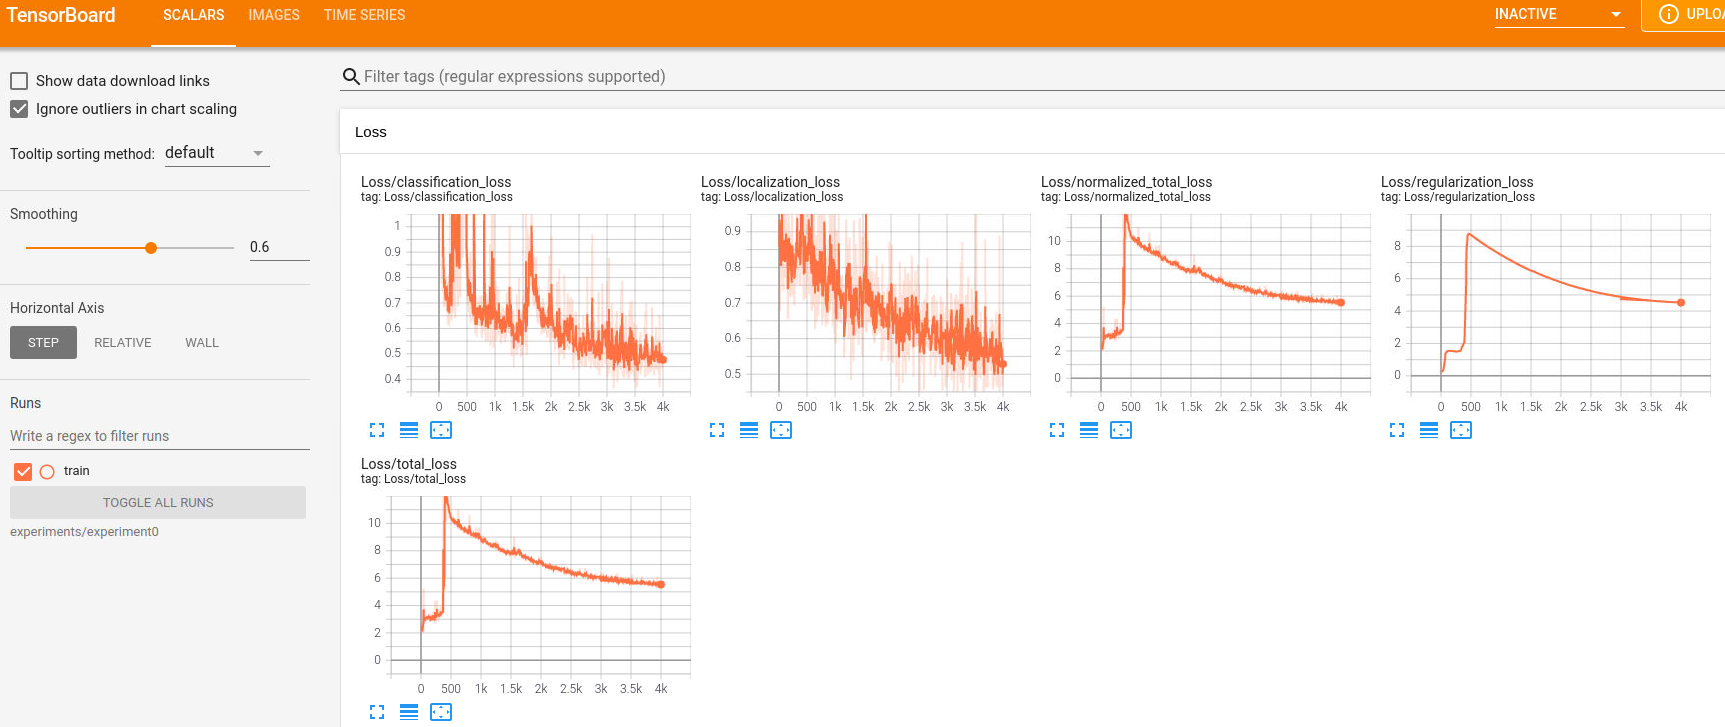 TensorBoard SCALARS IMAGES TIME SERIES INACTIVE UPLOA
Show data download links
Ignore outliers in chart scaling
Tooltip sorting method: default
Smoothing
0.6
Horizontal Axis
STEP RELATIVE WALL
Runs
Write a regex to filter runs
train
TOGGLE ALL RUNS
experiments/experiment0
Filter tags (regular expressions supported)
Loss
Loss/classification_loss
tag: Loss/classification_loss
1
0.9
0.8
0.7
0.6
0.5
0.4
0 500 1k 1.5k 2k 2.5k 3k 3.5k 4k
Loss/localization_loss
tag: Loss/localization_loss
0.9
0.8
0.7
0.6
0.5
0 500 1k 1.5k 2k 2.5k 3k 3.5k 4k
Loss/normalized_total_loss
tag: Loss/normalized_total_loss
10
8
6
4
2
0
0 500 1k 1.5k 2k 2.5k 3k 3.5k 4k
Loss/regularization_loss
tag: Loss/regularization_loss
8
6
4
2
0
0 500 1k 1.5k 2k 2.5k 3k 3.5k 4k
Loss/total_loss
tag: Loss/total_loss
10
8
6
4
2
0
0 500 1k 1.5k 2k 2.5k 3k 3.5k 4k